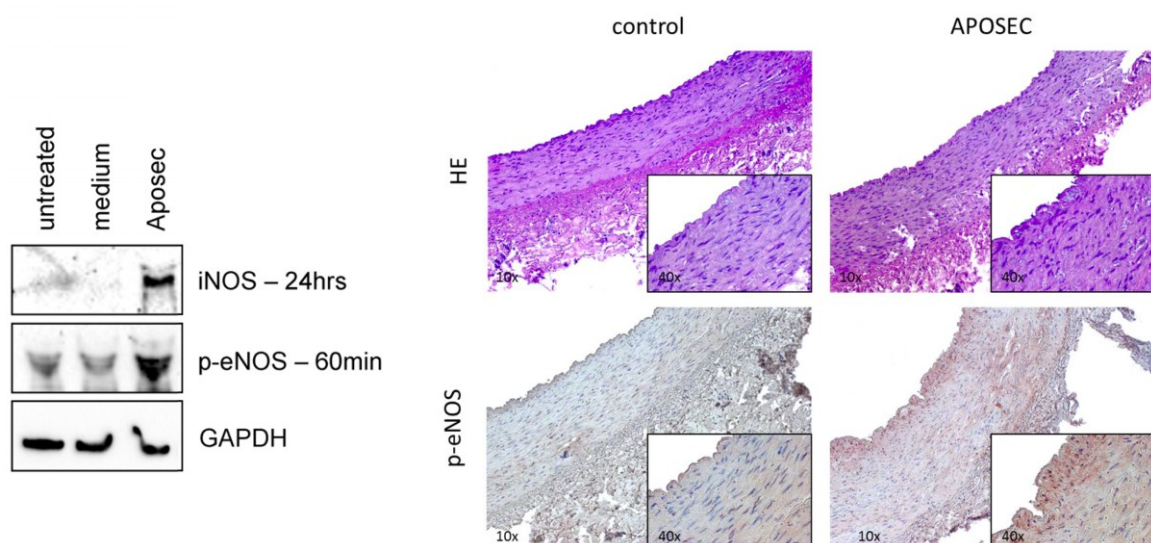 untreated
medium
Aposec
iNOS – 24hrs
p-eNOS – 60min
GAPDH
control
APOSEC
HE
10x
40x
10x
40x
p-eNOS
10x
40x
10x
40x